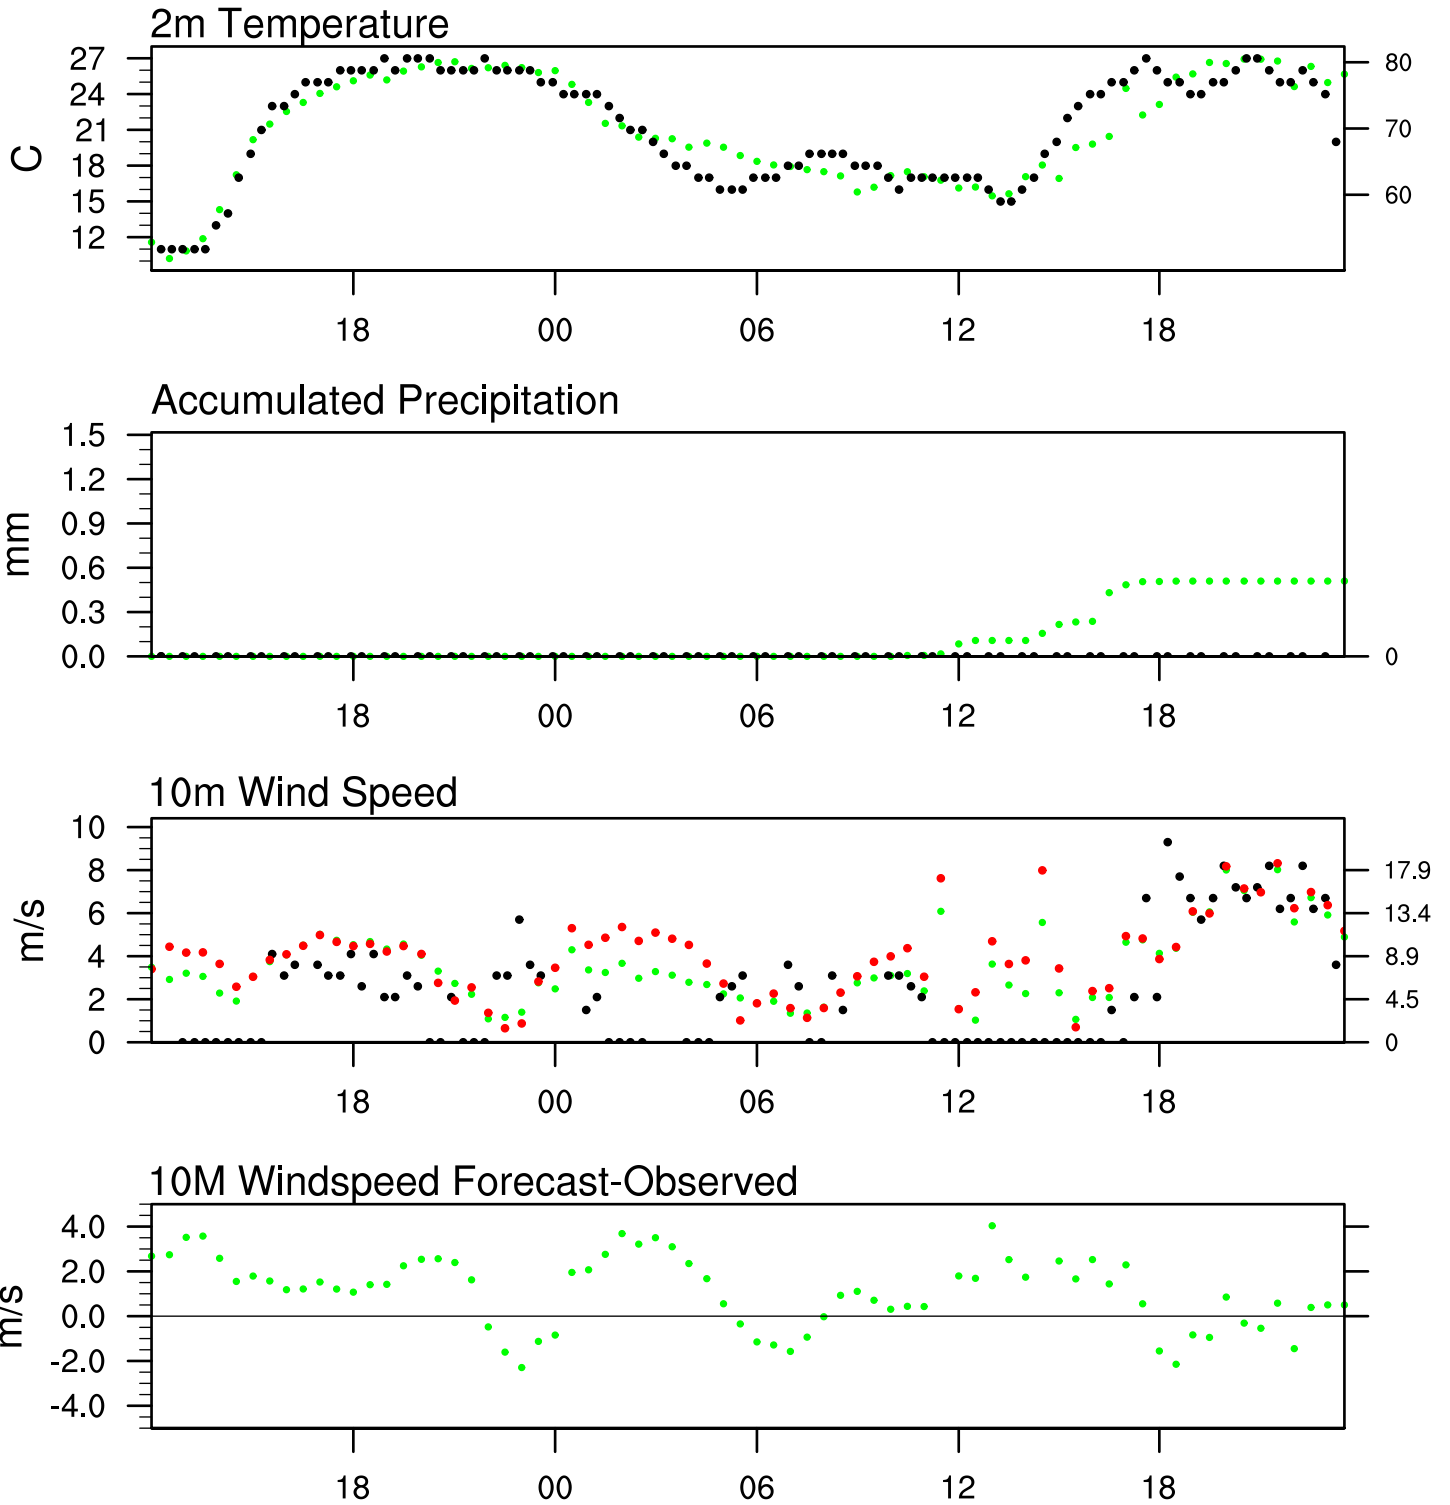 2m Temperature
27
24
21
18
15
12
C
80
70
60
18 00 06 12 18
Accumulated Precipitation
1.5
1.2
0.9
0.6
0.3
0.0
mm
0
18 00 06 12 18
10m Wind Speed
10
8
6
4
2
0
m/s
17.9
13.4
8.9
4.5
0
18 00 06 12 18
10M Windspeed Forecast-Observed
4.0
2.0
0.0
-2.0
-4.0
m/s
18 00 06 12 18